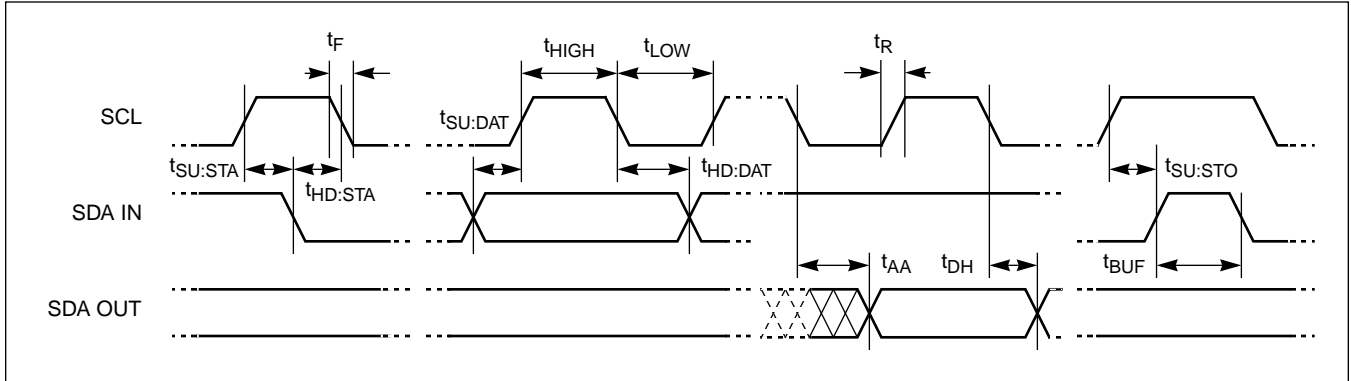 tF
tHIGH
tLOW
tR
SCL
tSU:DAT
tSU:STA
tHD:STA
tHD:DAT
tSU:STO
SDA IN
tAA
tDH
tBUF
SDA OUT